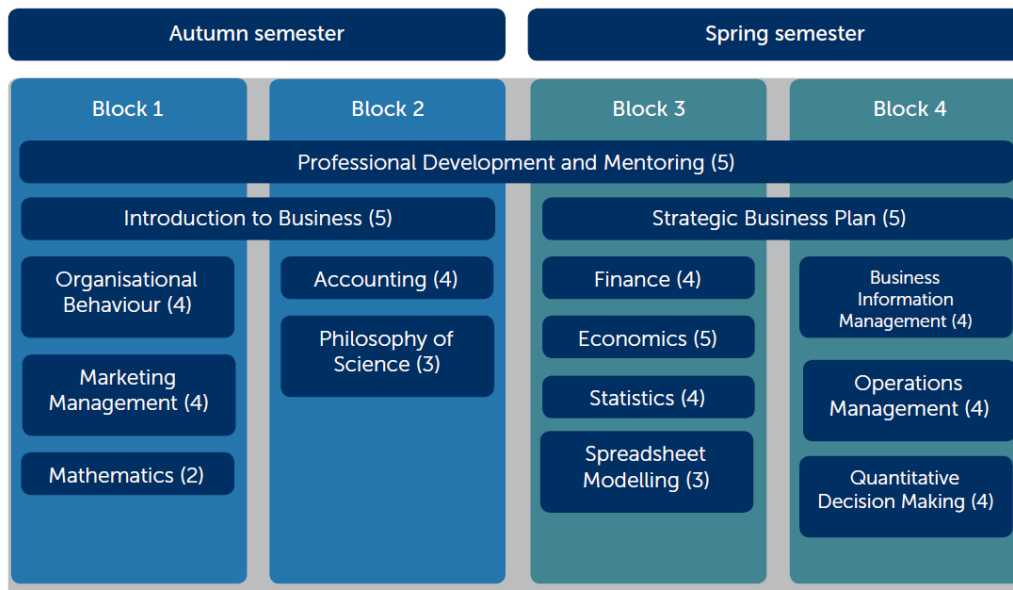 Autumn semester
Spring semester
Block 1
Block 2
Block 3
Block 4
Professional Development and Mentoring (5)
Introduction to Business (5)
Strategic Business Plan (5)
Organisational
Behaviour (4)
Marketing
Management (4)
Mathematics (2)
Accounting (4)
Philosophy of
Science (3)
Finance (4)
Economics (5)
Statistics (4)
Spreadsheet
Modelling (3)
Business
Information
Management (4)
Operations
Management (4)
Quantitative
Decision Making (4)